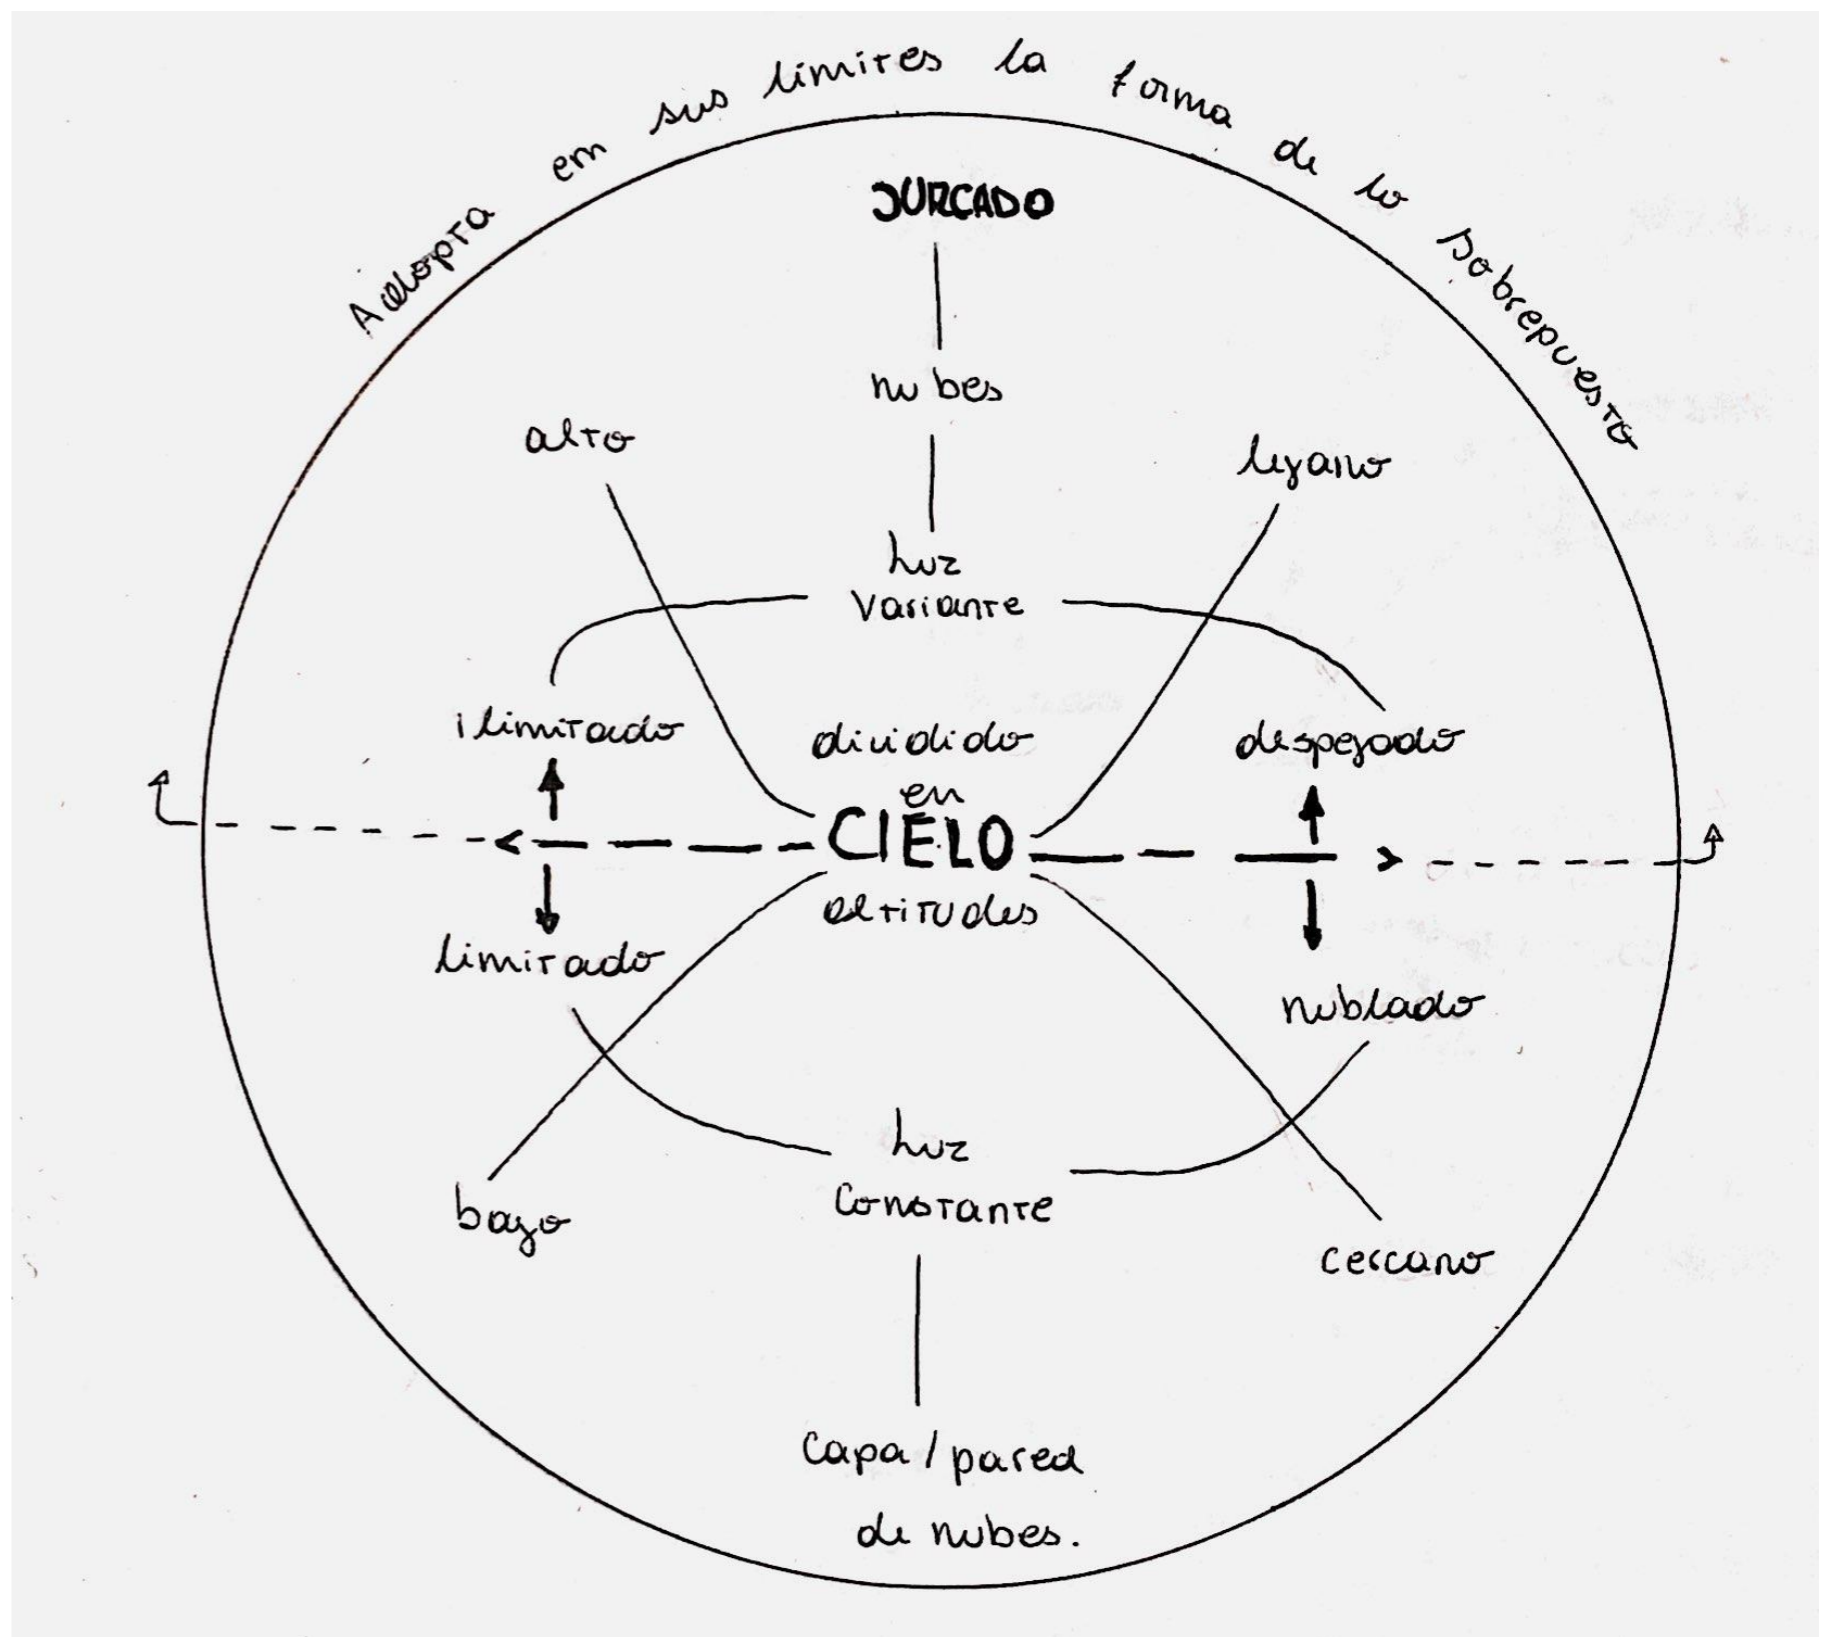 Adopta en sus límites la forma de lo sobrepuesto
SURCADO
nubes
alto
lejano
luz
variante
ilimitado
dividido
despejado
en
CIELO
altitudes
limitado
nublado
luz
constante
bajo
cercano
capa/pared
de nubes.